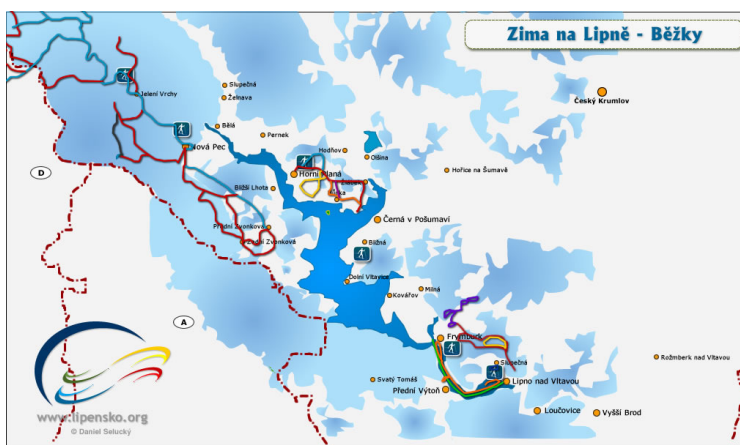 Zima na Lipně - Běžky
Slupečná
Želnava
Jelení Vrchy
Český Krumlov
Bělá
Pernek
Nová Pec
Hodňov
Olšina
Horní Planá
Hořice na Šumavě
D
Bližší Lhota
Černá v Pošumaví
Přední Zvonková
Zadní Zvonková
Bližná
Dolní Vltavice
Kovářov
Milná
A
Frymburk
Slupečná
Rožmberk nad Vltavou
Svatý Tomáš
Lipno nad Vltavou
Přední Výtoň
Loučovice
Vyšší Brod
www.lipensko.org
© Daniel Selucký